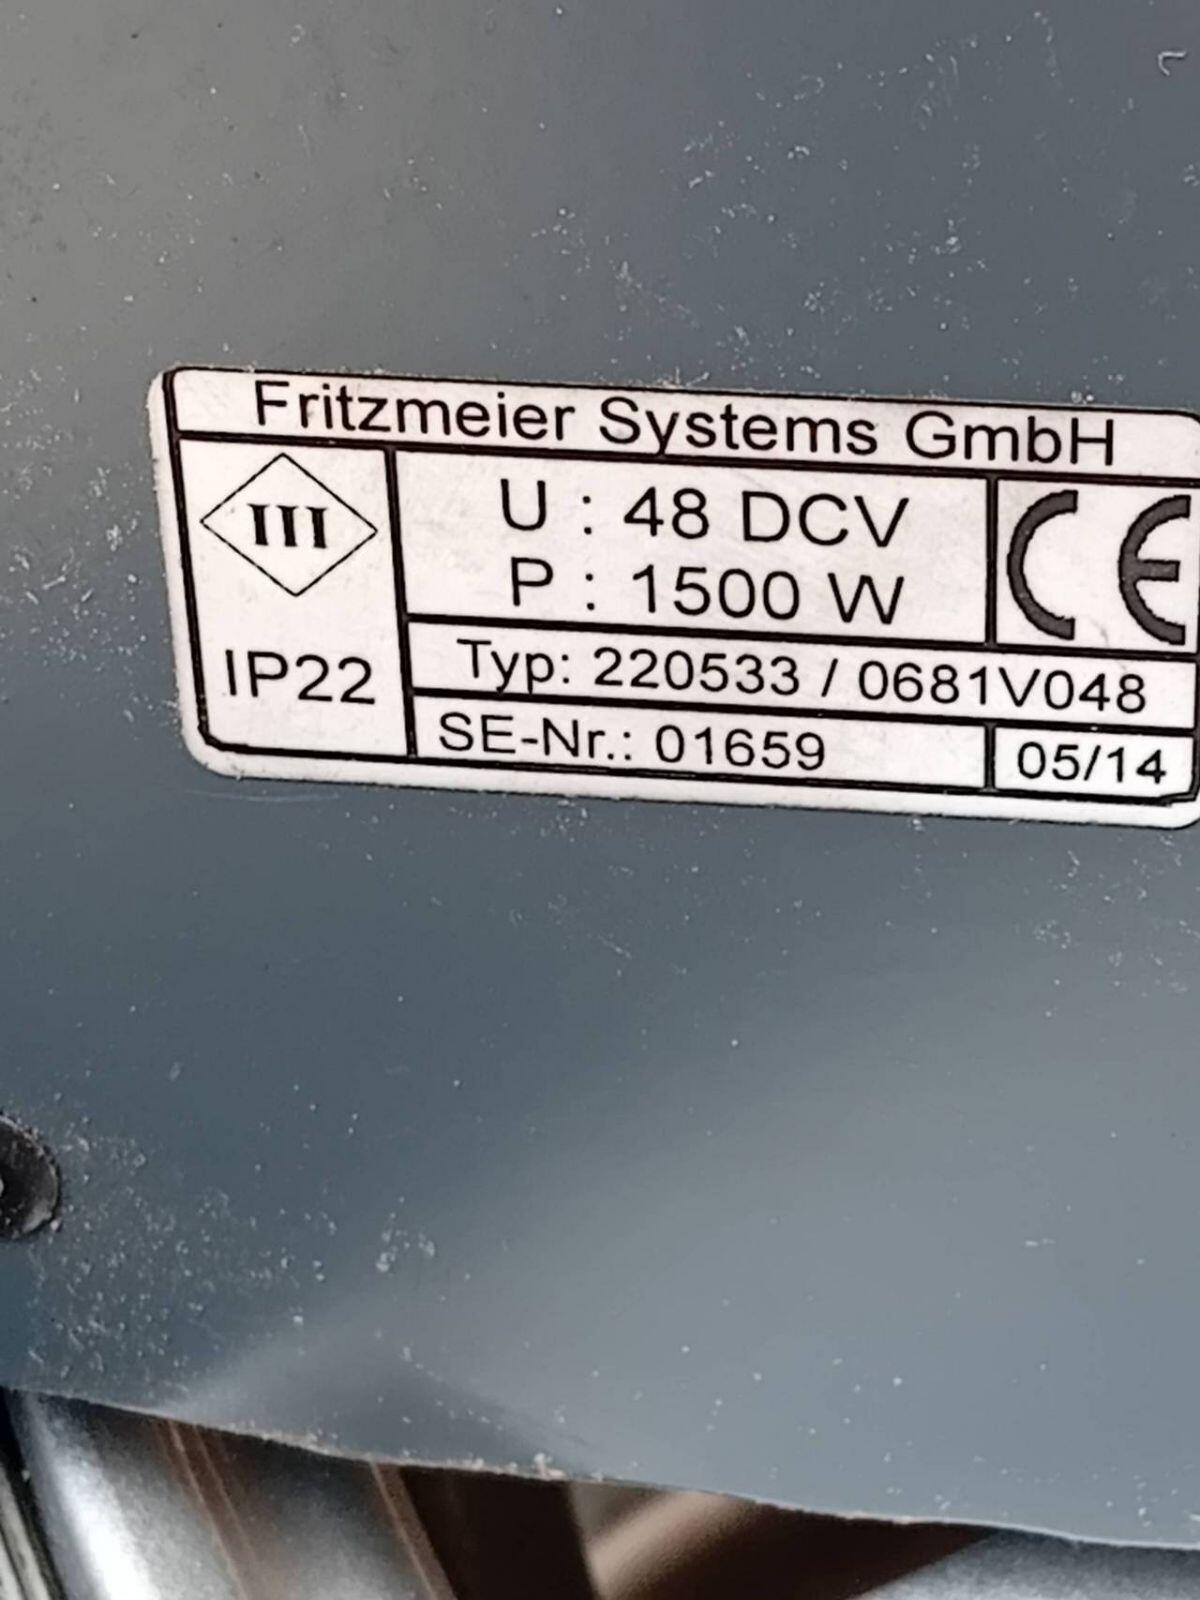 Fritzmeier Systems GmbH
III
U : 48 DCV
P : 1500 W
CE
IP22
Typ: 220533 / 0681V048
SE-Nr.: 01659
05/14